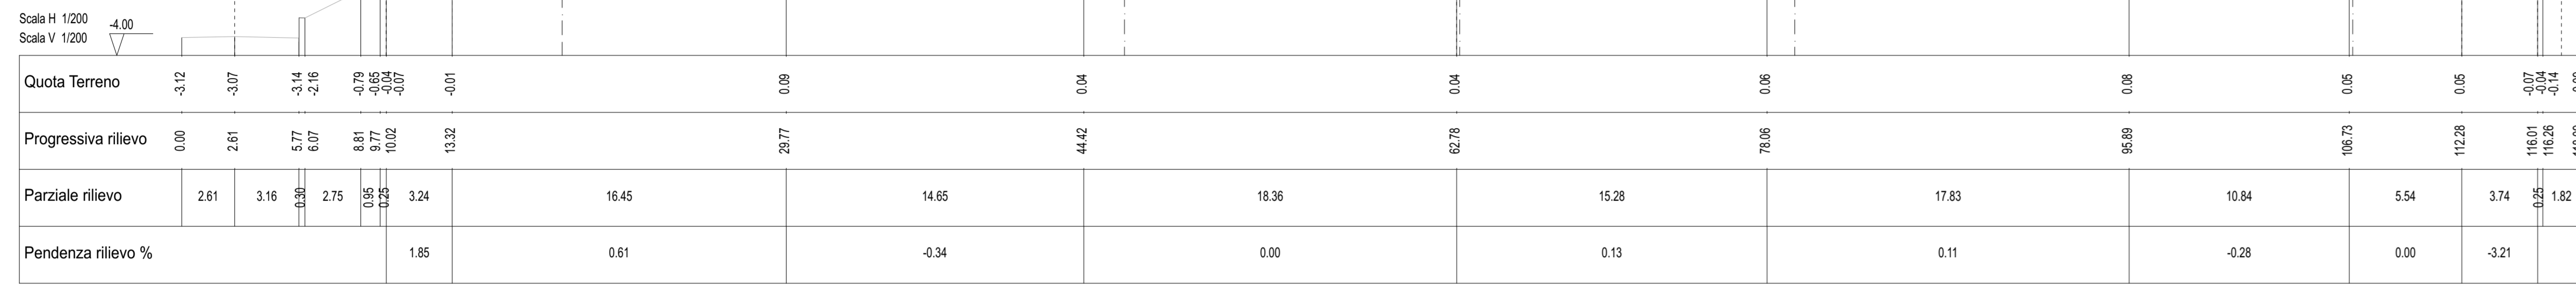 Scala H 1/200
-4.00
Scala V 1/200
Quota Terreno -3.12 -3.07 -3.14 -2.16 -0.79 -0.65 -0.04 -0.07 -0.01 0.09 0.04 0.04 0.06 0.08 0.05 0.05 -0.07 -0.04 -0.14
Progressiva rilievo 0.00 2.61 5.77 6.07 8.81 9.77 10.02 13.32 29.77 44.42 62.78 78.06 95.89 106.73 112.28 116.01 116.26
Parziale rilievo 2.61 3.16 0.30 2.75 0.95 0.25 3.24 16.45 14.65 18.36 15.28 17.83 10.84 5.54 3.74 0.25 1.82
Pendenza rilievo % 1.85 0.61 -0.34 0.00 0.13 0.11 -0.28 0.00 -3.21